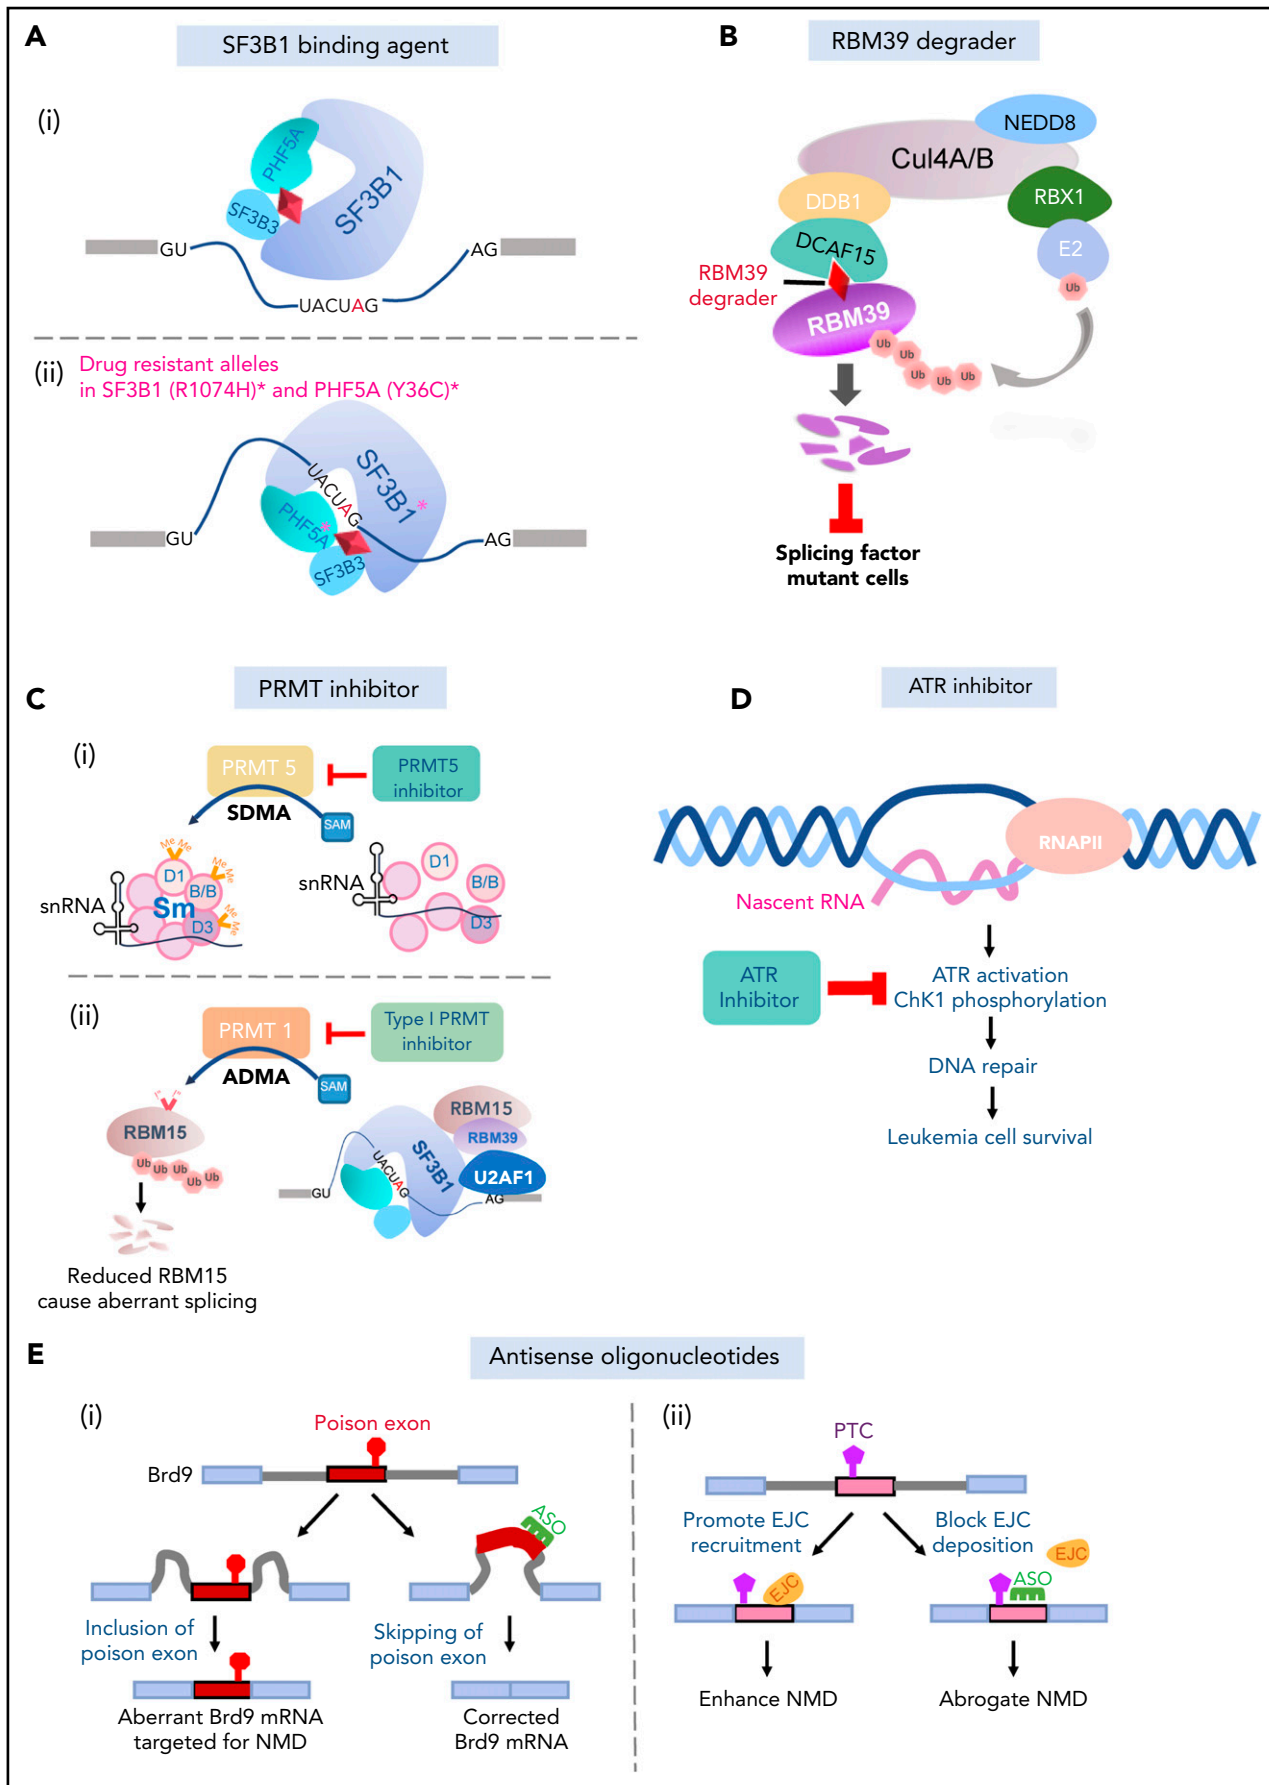 A
SF3B1 binding agent
(i)
PHF5A
SF3B3
SF3B1
GU
AG
UACUAG
(ii)
Drug resistant alleles
in SF3B1 (R1074H)* and PHF5A (Y36C)*
UACUAG
SF3B1*
PHF5A*
SF3B3
GU
AG
B
RBM39 degrader
NEDD8
Cul4A/B
DDB1
RBX1
DCAF15
E2
RBM39
degrader
Ub
RBM39
Ub
Ub
Ub
Ub
Ub
Splicing factor
mutant cells
C
PRMT inhibitor
(i)
PRMT 5
PRMT5
inhibitor
SDMA
SAM
Me Me
D1
Me
Me
B/B
snRNA
Sm
Me
Me
D3
snRNA
D1
B/B
D3
(ii)
PRMT 1
Type I PRMT
inhibitor
ADMA
SAM
RBM15
Ub
Ub
Ub
Ub
Ub
Reduced RBM15
cause aberrant splicing
RBM15
RBM39
SF3B1
U2AF1
UACUAG
GU
AG
D
ATR inhibitor
RNAPII
Nascent RNA
ATR
Inhibitor
ATR activation
ChK1 phosphorylation
DNA repair
Leukemia cell survival
E
Antisense oligonucleotides
(i)
Poison exon
Brd9
ASO
Inclusion of
poison exon
Skipping of
poison exon
Aberrant Brd9 mRNA
targeted for NMD
Corrected
Brd9 mRNA
(ii)
PTC
Promote EJC
recruitment
Block EJC
deposition
EJC
EJC
ASO
Enhance NMD
Abrogate NMD